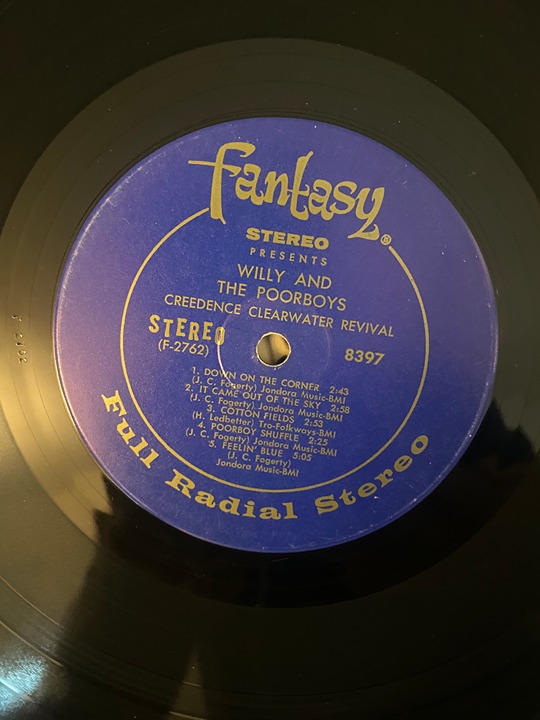 fantasy®
STEREO
PRESENTS
WILLY AND
THE POORBOYS
CREEDENCE CLEARWATER REVIVAL
STEREO
(F-2762)
8397
1. DOWN ON THE CORNER 2:43
(J. C. Fogerty) Jondora Music-BMI
2. IT CAME OUT OF THE SKY 2:58
(J. C. Fogerty) Jondora Music-BMI
3. COTTON FIELDS 2:53
(H. Ledbetter) Tro-Folkways-BMI
4. POORBOY SHUFFLE 2:25
(J. C. Fogerty) Jondora Music-BMI
5. FEELIN' BLUE 5:05
(J. C. Fogerty)
Jondora Music-BMI
Full Radial Stereo